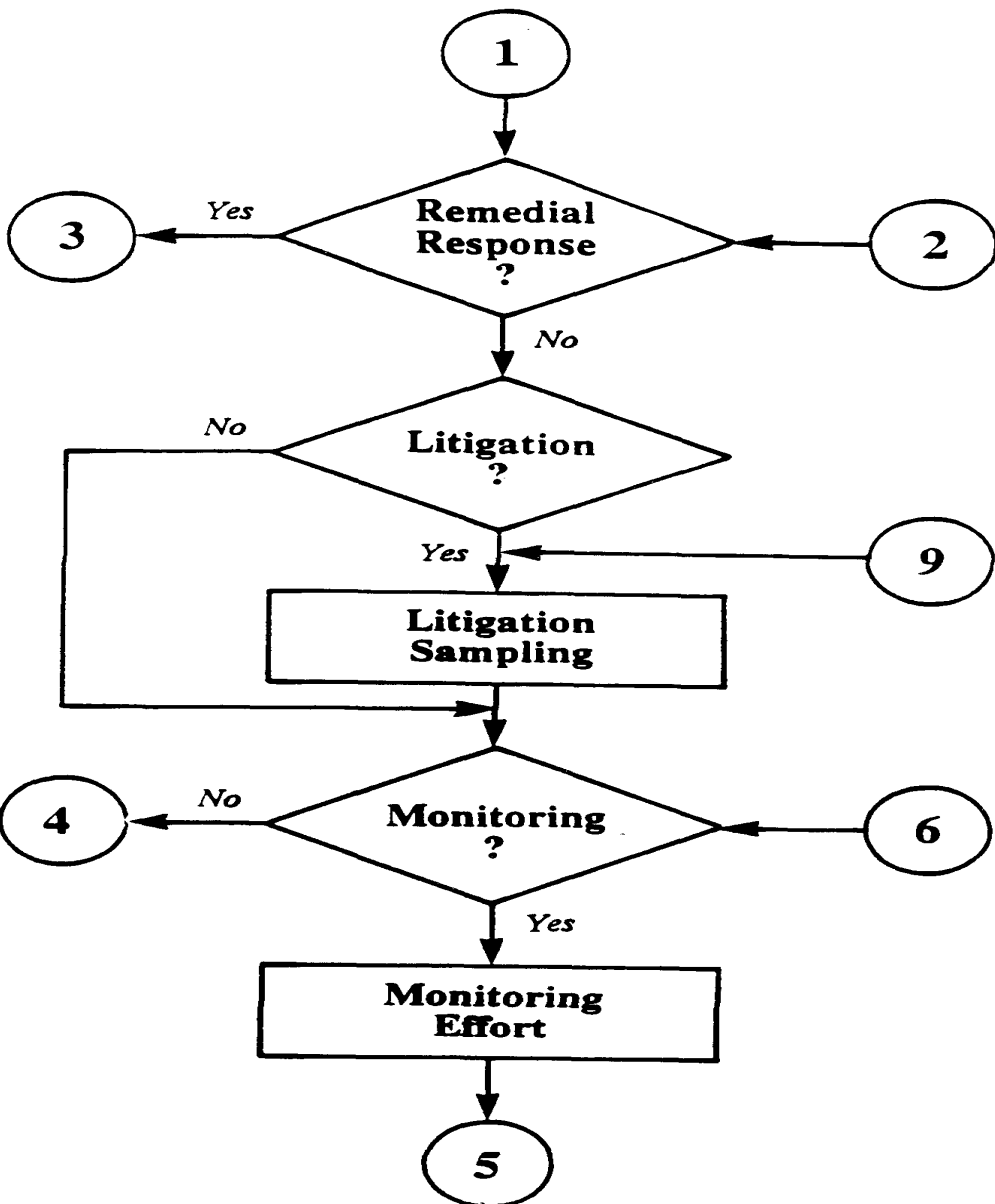 1
Yes
3
Remedial
Response
?
2
No
No
Litigation
?
Yes
9
Litigation
Sampling
4
No
Monitoring
?
6
Yes
Monitoring
Effort
5